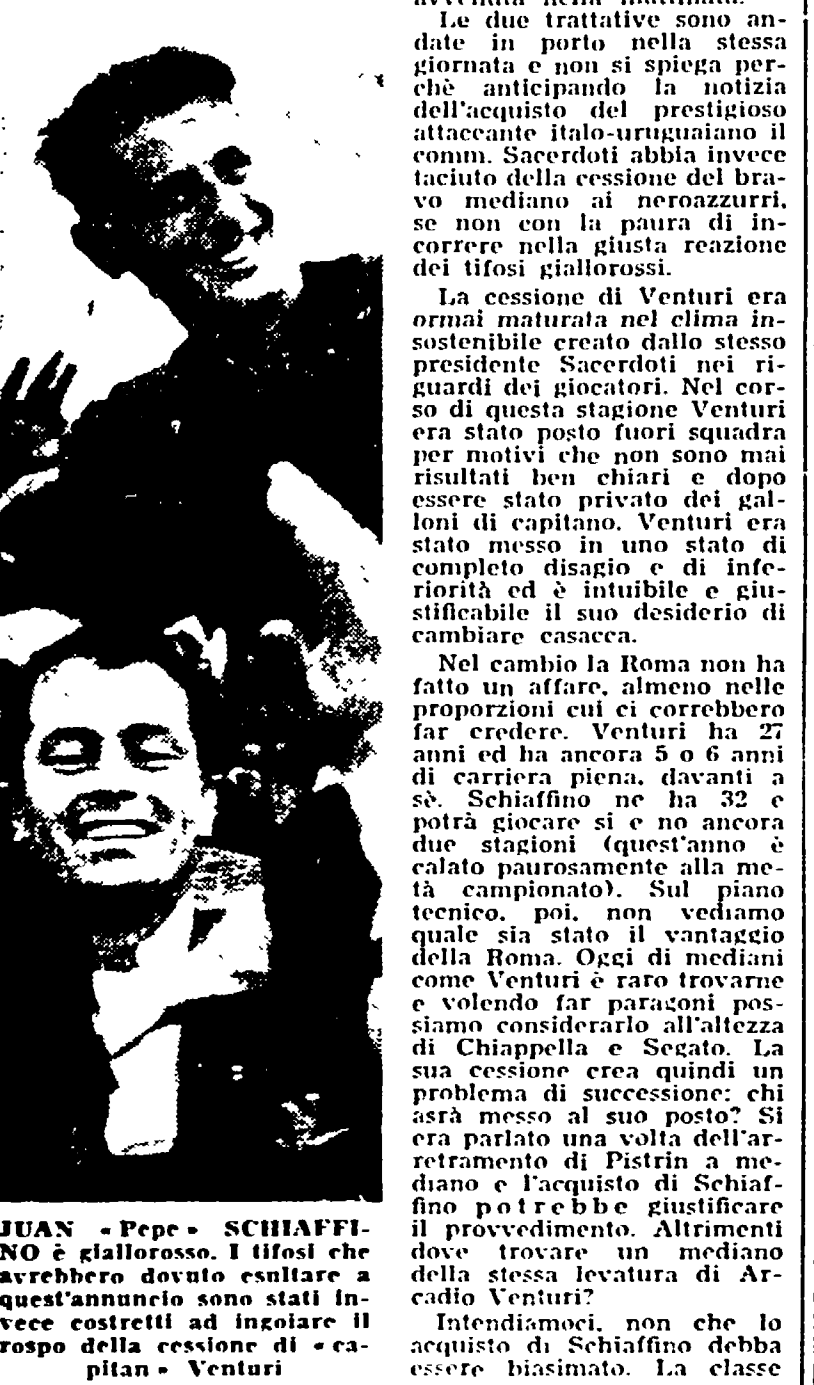 Le due trattative sono an-
date in porto nella stessa
giornata e non si spiega per-
chè anticipando la notizia
dell'acquisto del prestigioso
attaccante italo-uruguaiano il
comm. Sacerdoti abbia invece
taciuto della cessione del bra-
vo mediano ai neroazzurri,
se non con la paura di in-
correre nella giusta reazione
dei tifosi giallorossi.
La cessione di Venturi era
ormai maturata nel clima in-
sostenibile creato dallo stesso
presidente Sacerdoti nei ri-
guardi dei giocatori. Nel cor-
so di questa stagione Venturi
era stato posto fuori squadra
per motivi che non sono mai
risultati ben chiari e dopo
essere stato privato dei gal-
loni di capitano. Venturi era
stato messo in uno stato di
completo disagio e di infe-
riorità ed è intuibile e giu-
stificabile il suo desiderio di
cambiare casacca.
Nel cambio la Roma non ha
fatto un affare, almeno nelle
proporzioni cui ci correbbero
far credere. Venturi ha 27
anni ed ha ancora 5 o 6 anni
di carriera piena, davanti a
sè. Schiaffino ne ha 32 e
potrà giocare si e no ancora
due stagioni (quest'anno è
calato paurosamente alla me-
tà campionato). Sul piano
tecnico, poi, non vediamo
quale sia stato il vantaggio
della Roma. Oggi di mediani
come Venturi è raro trovarne
e volendo far paragoni pos-
siamo considerarlo all'altezza
di Chiappella e Segato. La
sua cessione crea quindi un
problema di successione: chi
asrà messo al suo posto? Si
era parlato una volta dell'ar-
retramento di Pistrin a me-
diano e l'acquisto di Schiaf-
fino potrebbe giustificare
il provvedimento. Altrimenti
dove trovare un mediano
della stessa levatura di Ar-
cadio Venturi?
Intendiamoci, non che lo
acquisto di Schiaffino debba
essere biasimato. La classe
JUAN « Pepe » SCHIAFFI-
NO è giallorosso. I tifosi che
avrebbero dovuto esultare a
quest'annuncio sono stati in-
vece costretti ad ingoiare il
rospo della cessione di « ca-
pitan » Venturi